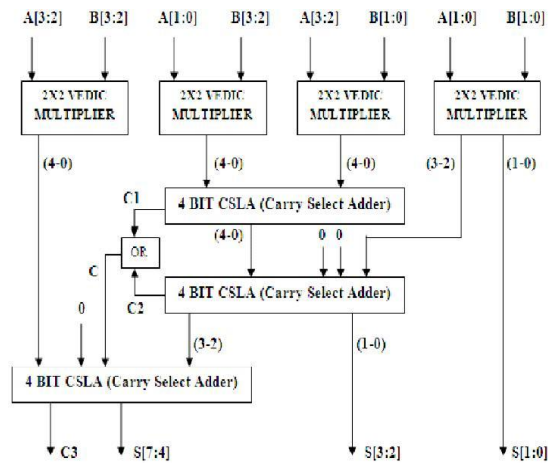 A[3:2] B[3:2] A[1:0] B[3:2] A[3:2] B[1:0] A[1:0] B[1:0]
2X2 VEDIC MULTIPLIER
2X2 VEDIC MULTIPLIER
2X2 VEDIC MULTIPLIER
2X2 VEDIC MULTIPLIER
(4-0) (4-0) (4-0) (3-2) (1-0)
C1
4 BIT CSLA (Carry Select Adder)
(4-0) 0 0
OR
C
C2
4 BIT CSLA (Carry Select Adder)
0
(3-2) (1-0)
4 BIT CSLA (Carry Select Adder)
C3 S[7:4] S[3:2] S[1:0]